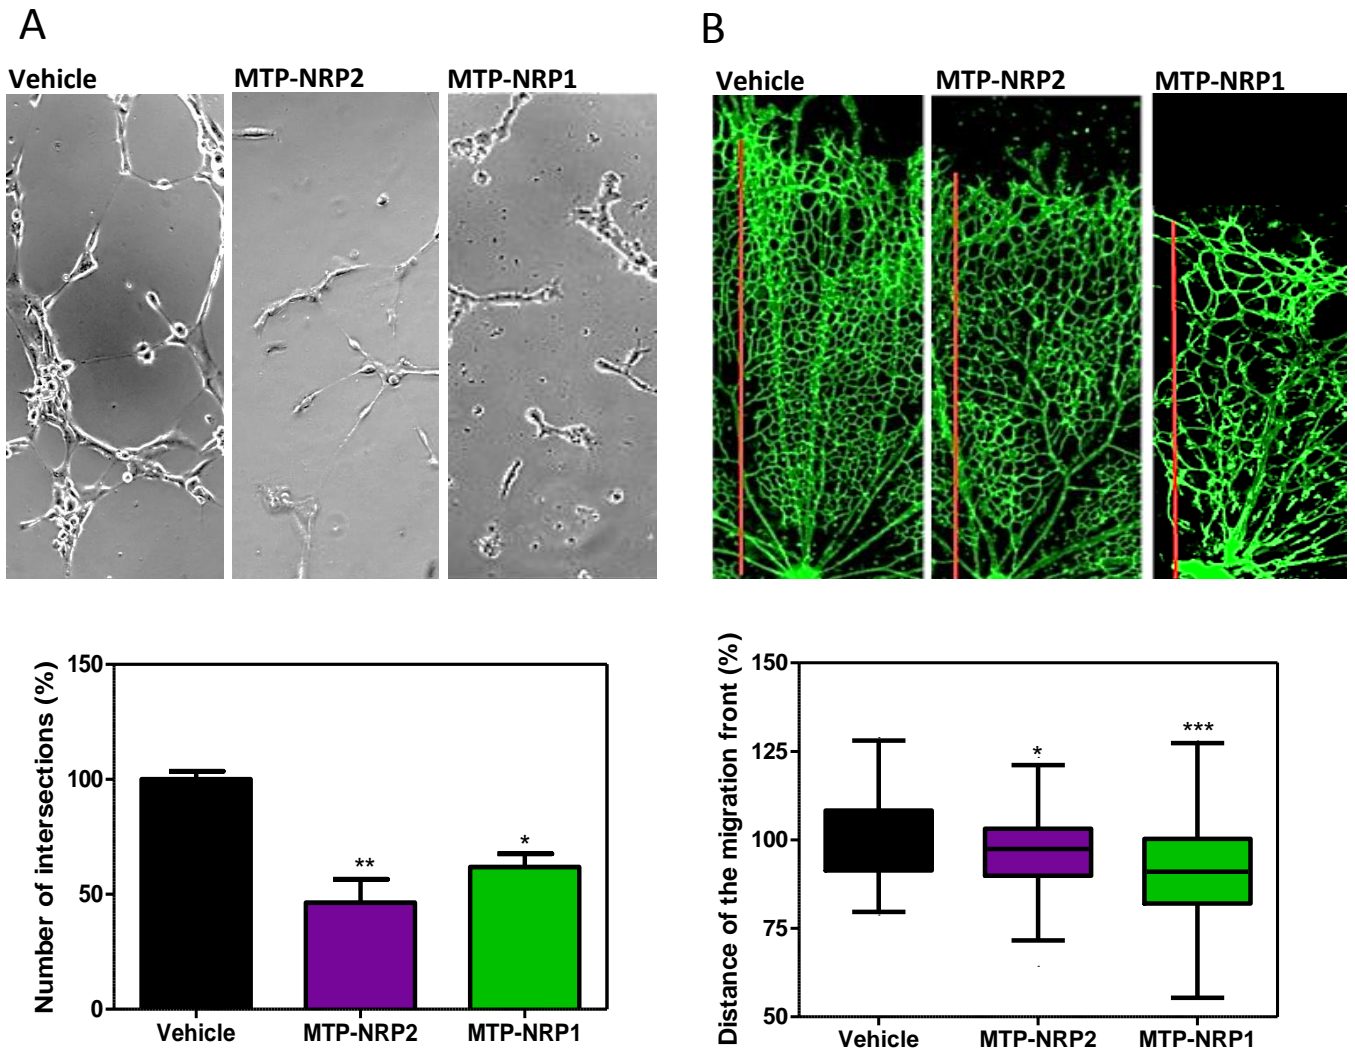 A
B
Vehicle
MTP-NRP2
MTP-NRP1
Vehicle
MTP-NRP2
MTP-NRP1
Number of intersections (%)
150
100
50
0
**
*
Vehicle
MTP-NRP2
MTP-NRP1
Distance of the migration front (%)
150
125
100
75
50
*
***
Vehicle
MTP-NRP2
MTP-NRP1